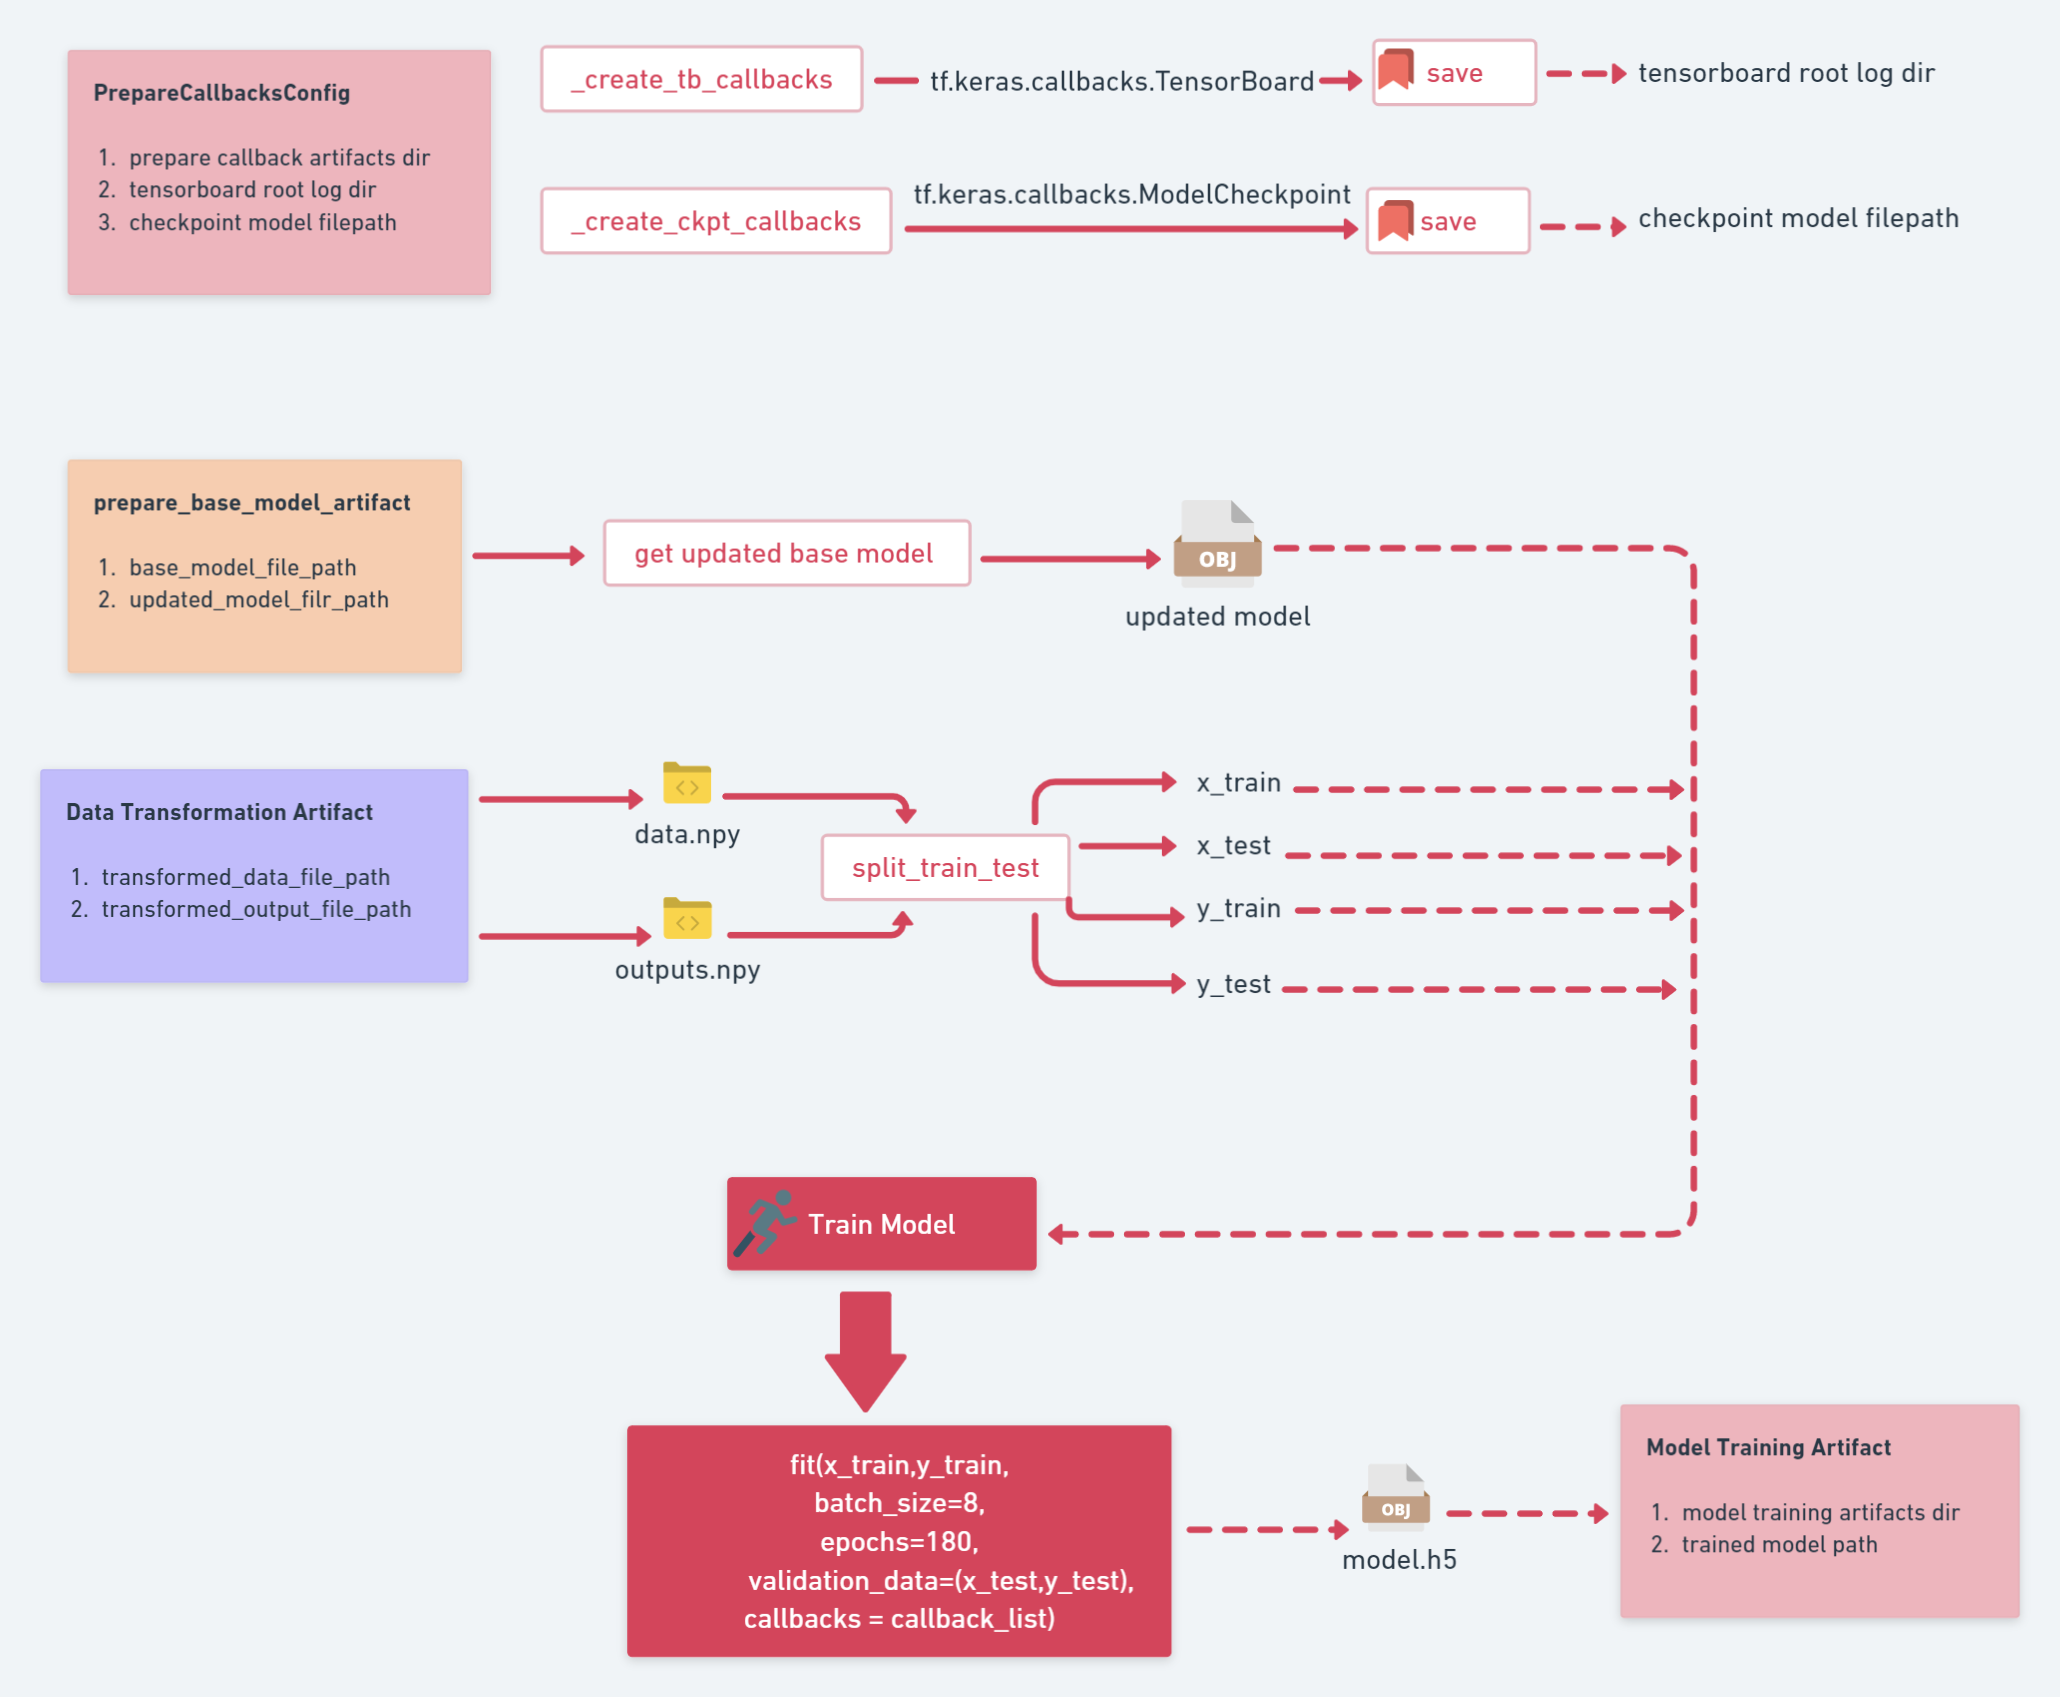 PrepareCallbacksConfig
1. prepare callback artifacts dir
2. tensorboard root log dir
3. checkpoint model filepath
_create_tb_callbacks
tf.keras.callbacks.TensorBoard
save
tensorboard root log dir
_create_ckpt_callbacks
tf.keras.callbacks.ModelCheckpoint
save
checkpoint model filepath
prepare_base_model_artifact
1. base_model_file_path
2. updated_model_filr_path
get updated base model
OBJ
updated model
Data Transformation Artifact
1. transformed_data_file_path
2. transformed_output_file_path
data.npy
outputs.npy
split_train_test
x_train
x_test
y_train
y_test
Train Model
fit(x_train,y_train,
batch_size=8,
epochs=180,
validation_data=(x_test,y_test),
callbacks = callback_list)
OBJ
model.h5
Model Training Artifact
1. model training artifacts dir
2. trained model path